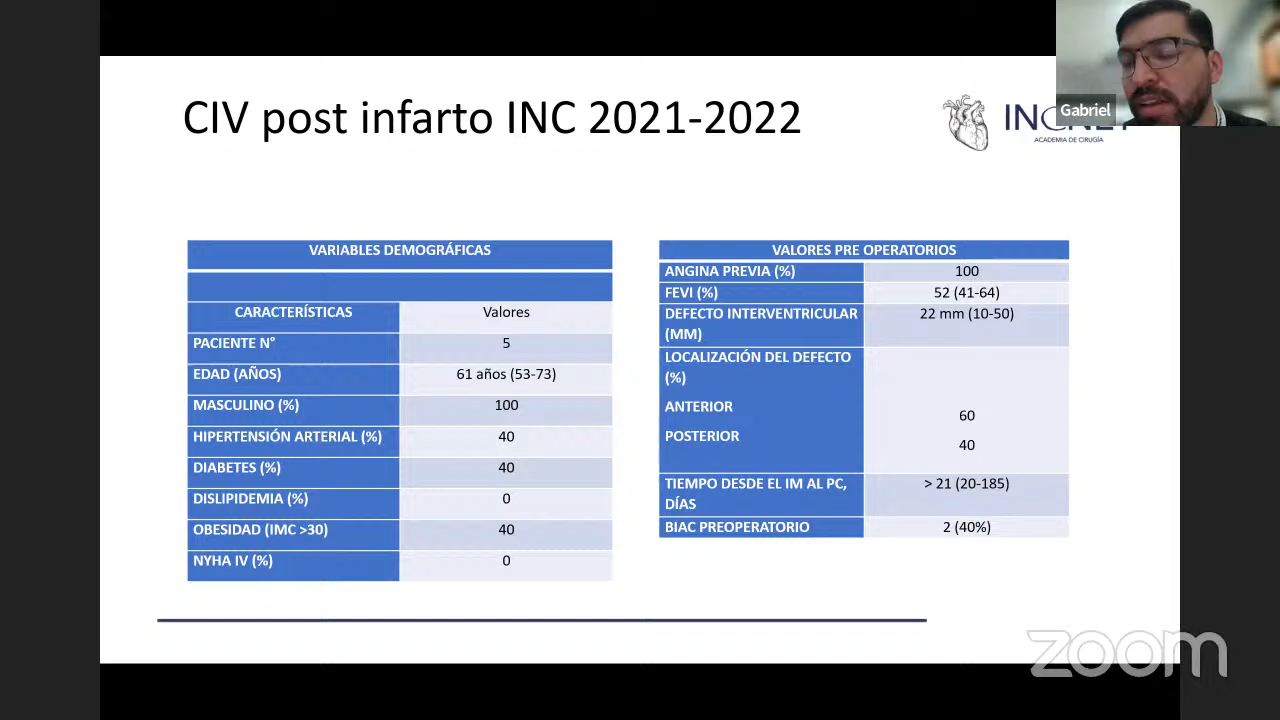 CIV post infarto INC 2021-2022
Gabriel
ACADEMIA DE CIRUGÍA
VARIABLES DEMOGRÁFICAS
CARACTERÍSTICAS Valores
PACIENTE N° 5
EDAD (AÑOS) 61 años (53-73)
MASCULINO (%) 100
HIPERTENSIÓN ARTERIAL (%) 40
DIABETES (%) 40
DISLIPIDEMIA (%) 0
OBESIDAD (IMC >30) 40
NYHA IV (%) 0
VALORES PRE OPERATORIOS
ANGINA PREVIA (%) 100
FEVI (%) 52 (41-64)
DEFECTO INTERVENTRICULAR 22 mm (10-50)
(MM)
LOCALIZACIÓN DEL DEFECTO
(%)
ANTERIOR 60
POSTERIOR 40
TIEMPO DESDE EL IM AL PC, > 21 (20-185)
DÍAS
BIAC PREOPERATORIO 2 (40%)
zoom